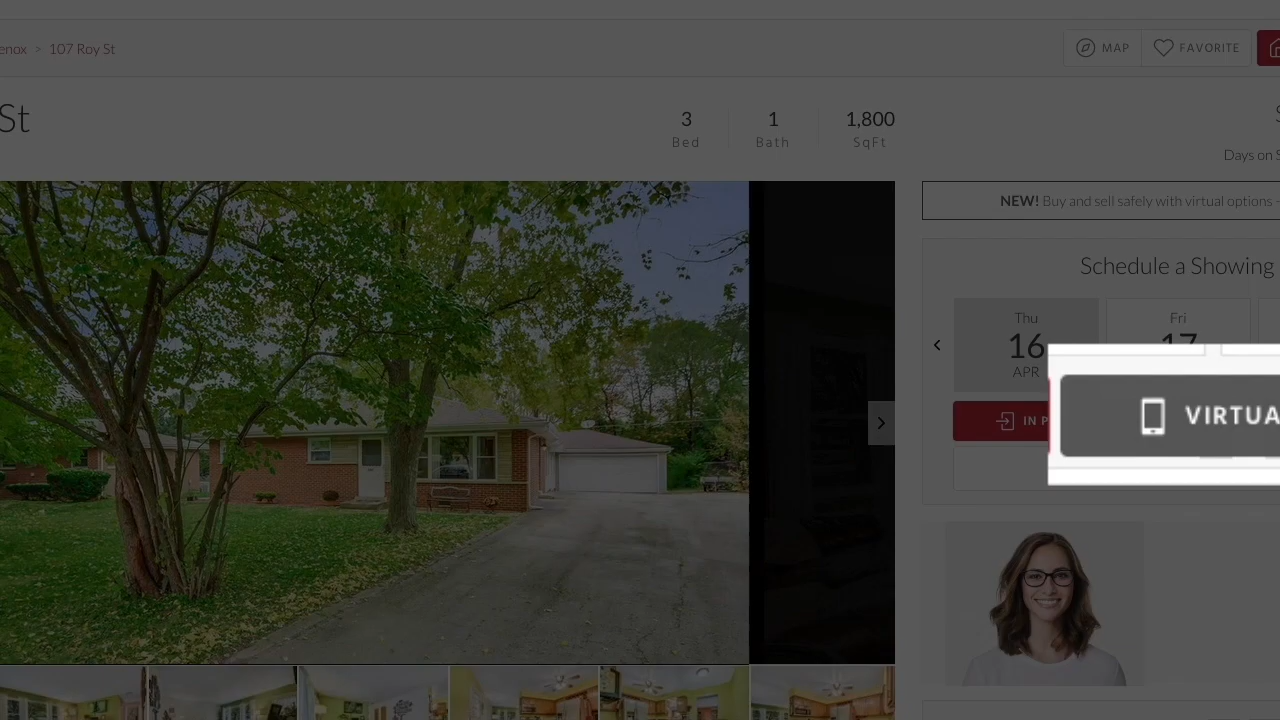 enox > 107 Roy St
MAP
FAVORITE
St
3
Bed
1
Bath
1,800
SqFt
Days on
NEW! Buy and sell safely with virtual options -
Schedule a Showing
Thu
16
APR
Fri
17
IN P
VIRTUA